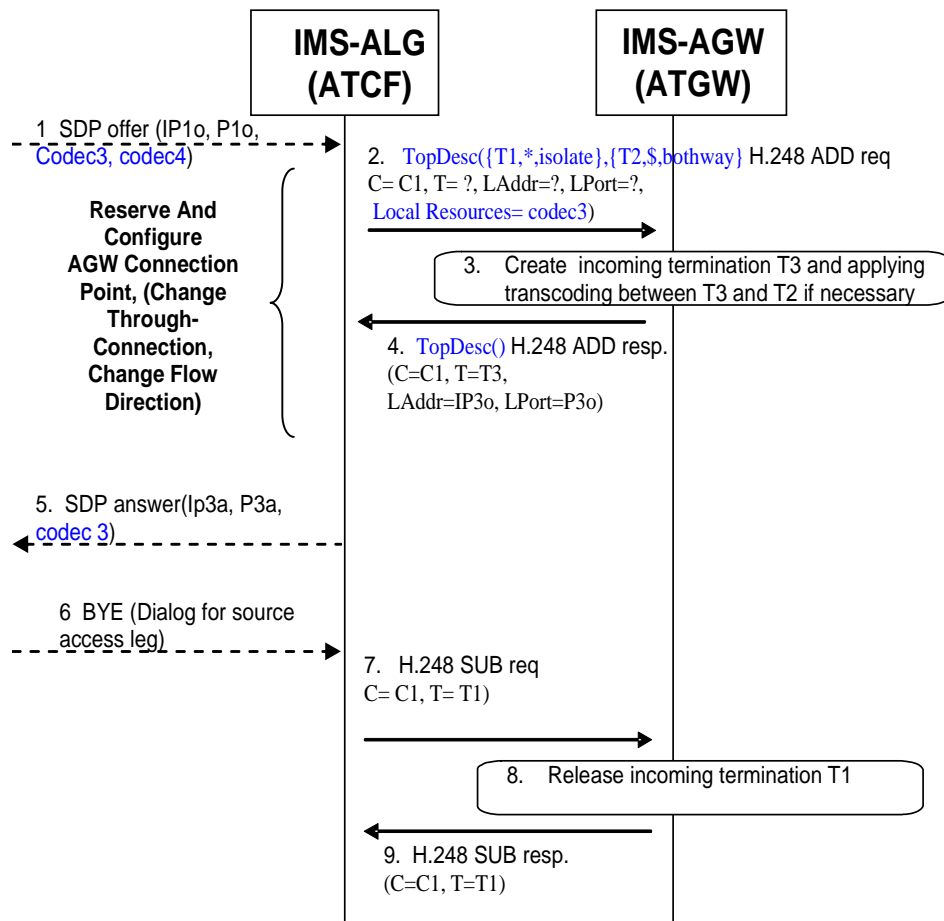 IMS-ALG
(ATCF)
IMS-AGW
(ATGW)
1 SDP offer (IP1o, P1o,
Codec3, codec4)
2. TopDesc({T1,*,isolate},{T2,$,bothway} H.248 ADD req
C= C1, T= ?, LAddr=?, LPort=?,
Local Resources= codec3)
Reserve And
Configure
AGW Connection
Point, (Change
Through-
Connection,
Change Flow
Direction)
3. Create incoming termination T3 and applying
transcoding between T3 and T2 if necessary
4. TopDesc() H.248 ADD resp.
(C=C1, T=T3,
LAddr=IP3o, LPort=P3o)
5. SDP answer(Ip3a, P3a,
codec 3)
6 BYE (Dialog for source
access leg)
7. H.248 SUB req
C= C1, T= T1)
8. Release incoming termination T1
9. H.248 SUB resp.
(C=C1, T=T1)